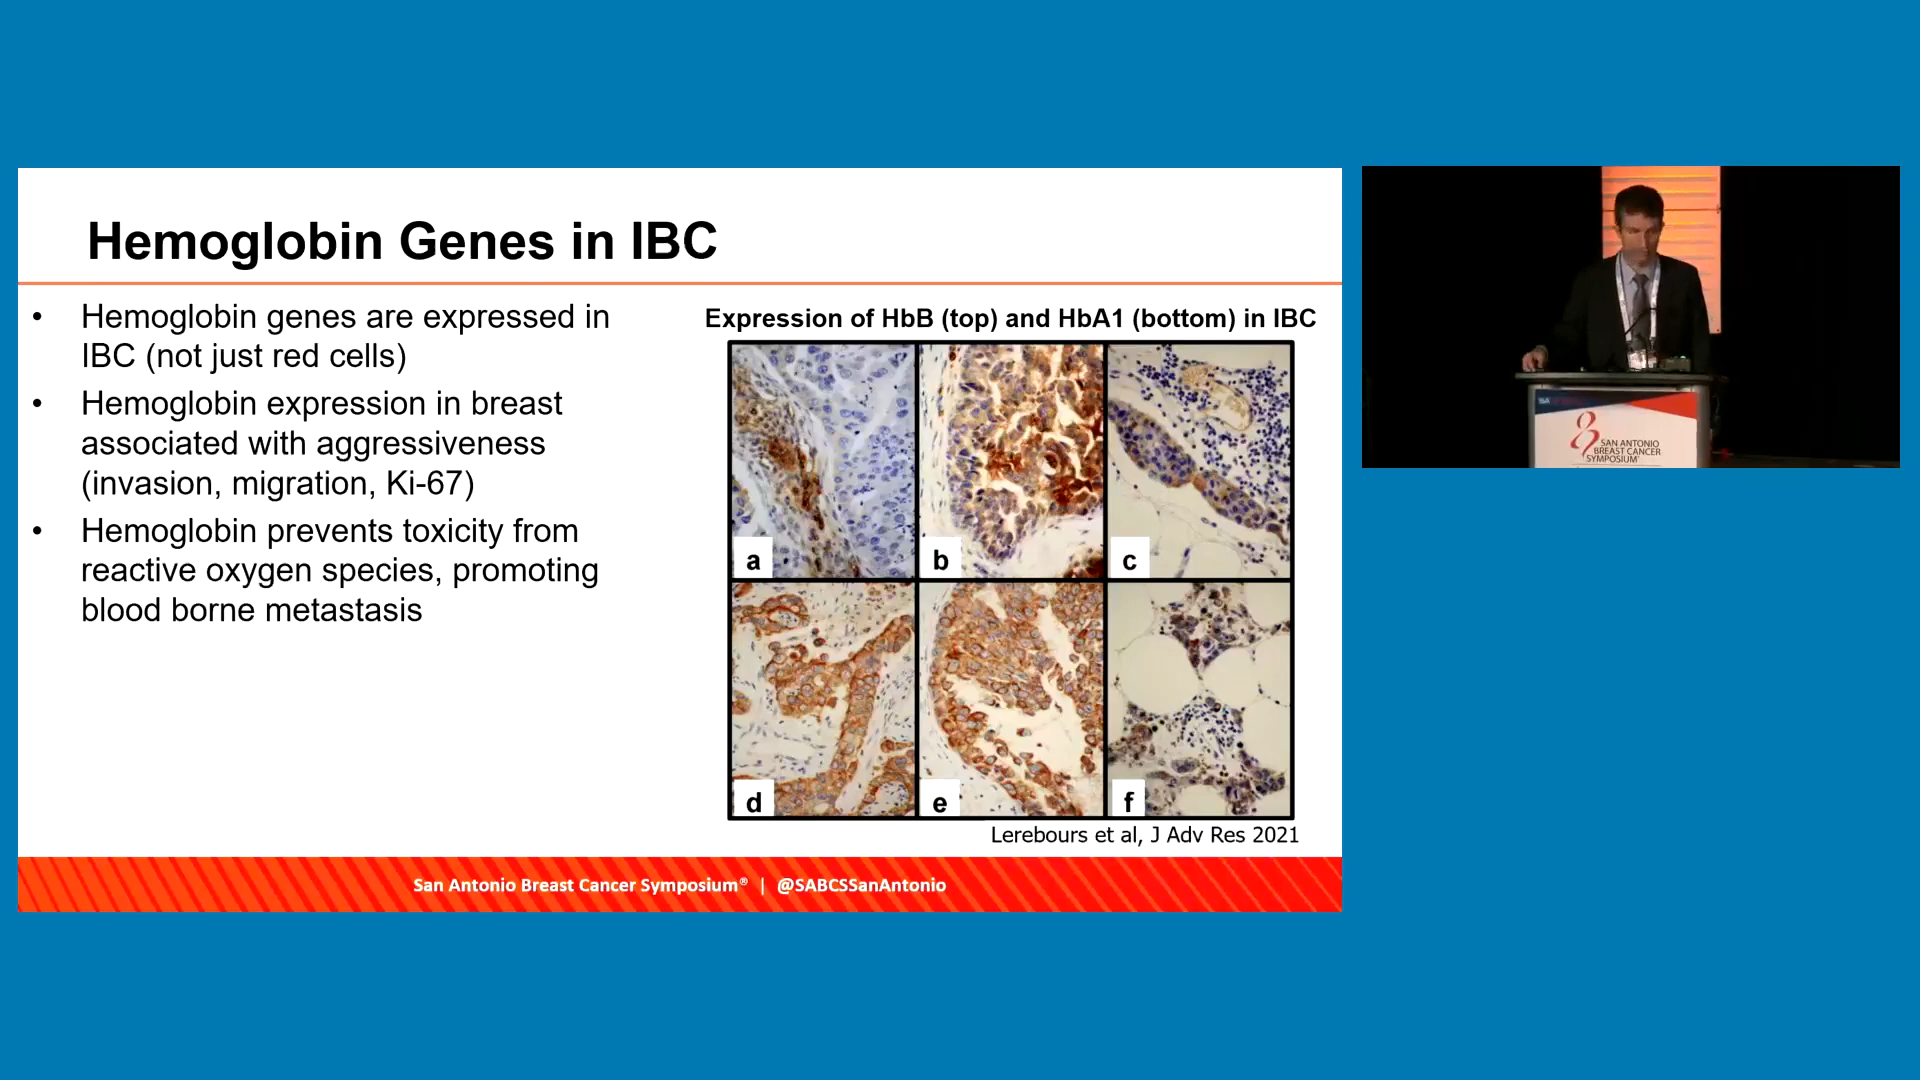 Hemoglobin Genes in IBC
• Hemoglobin genes are expressed in
IBC (not just red cells)
• Hemoglobin expression in breast
associated with aggressiveness
(invasion, migration, Ki-67)
• Hemoglobin prevents toxicity from
reactive oxygen species, promoting
blood borne metastasis
Expression of HbB (top) and HbA1 (bottom) in IBC
a
b
c
d
e
f
Lerebours et al, J Adv Res 2021
San Antonio Breast Cancer Symposium® | @SABCSSanAntonio
SAN ANTONIO
BREAST CANCER
SYMPOSIUM